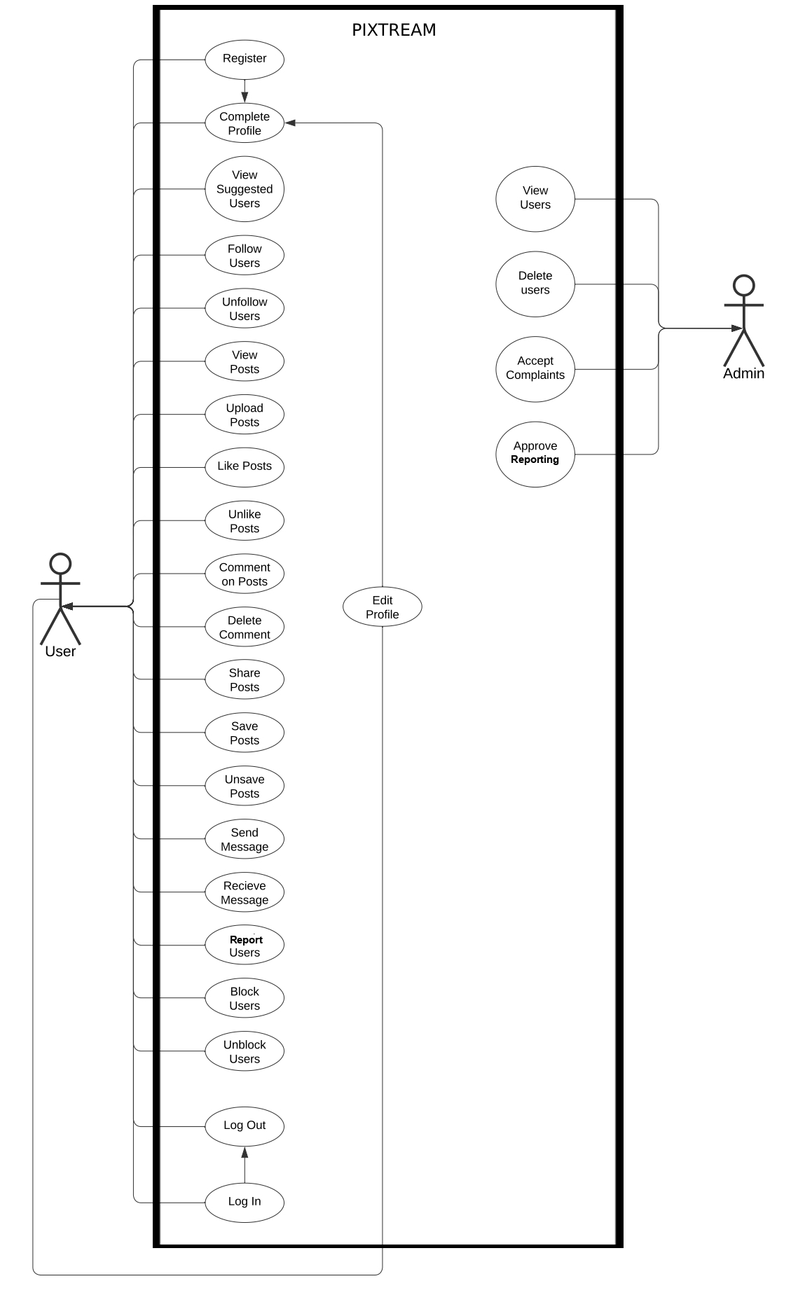 PIXTREAM
Register
Complete
Profile
View
Suggested
Users
Follow
Users
Unfollow
Users
View
Posts
Upload
Posts
Like Posts
Unlike
Posts
Comment
on Posts
Delete
Comment
Share
Posts
Save
Posts
Unsave
Posts
Send
Message
Recieve
Message
Report
Users
Block
Users
Unblock
Users
Log Out
Log In
User
Edit
Profile
View
Users
Delete
users
Accept
Complaints
Approve
Reporting
Admin